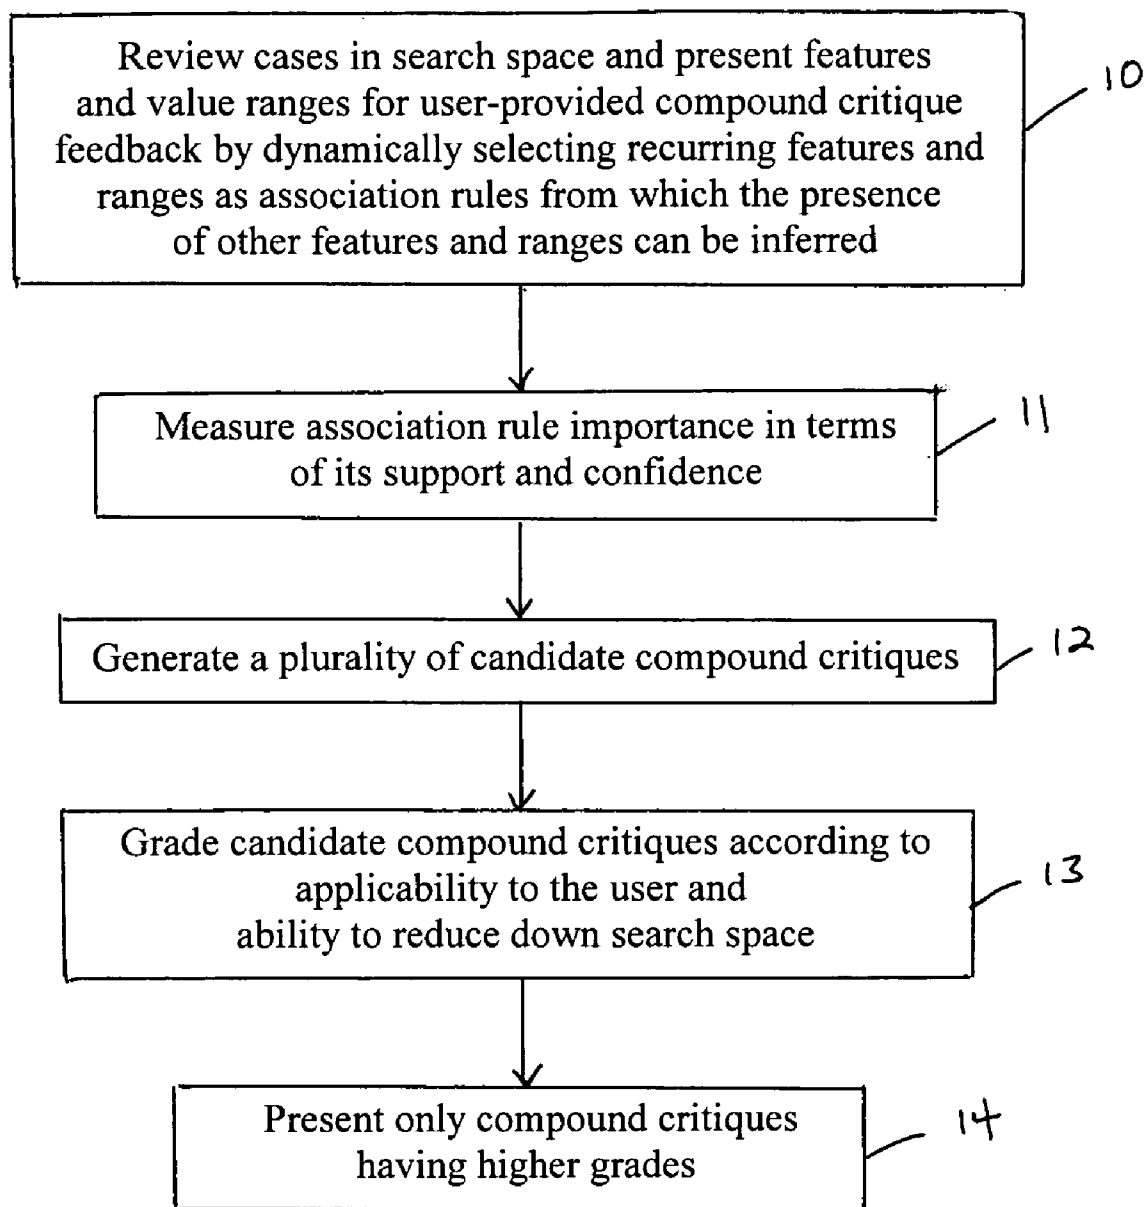 Review cases in search space and present features
and value ranges for user-provided compound critique
feedback by dynamically selecting recurring features and
ranges as association rules from which the presence
of other features and ranges can be inferred
10
Measure association rule importance in terms
of its support and confidence
11
Generate a plurality of candidate compound critiques
12
Grade candidate compound critiques according to
applicability to the user and
ability to reduce down search space
13
Present only compound critiques
having higher grades
14